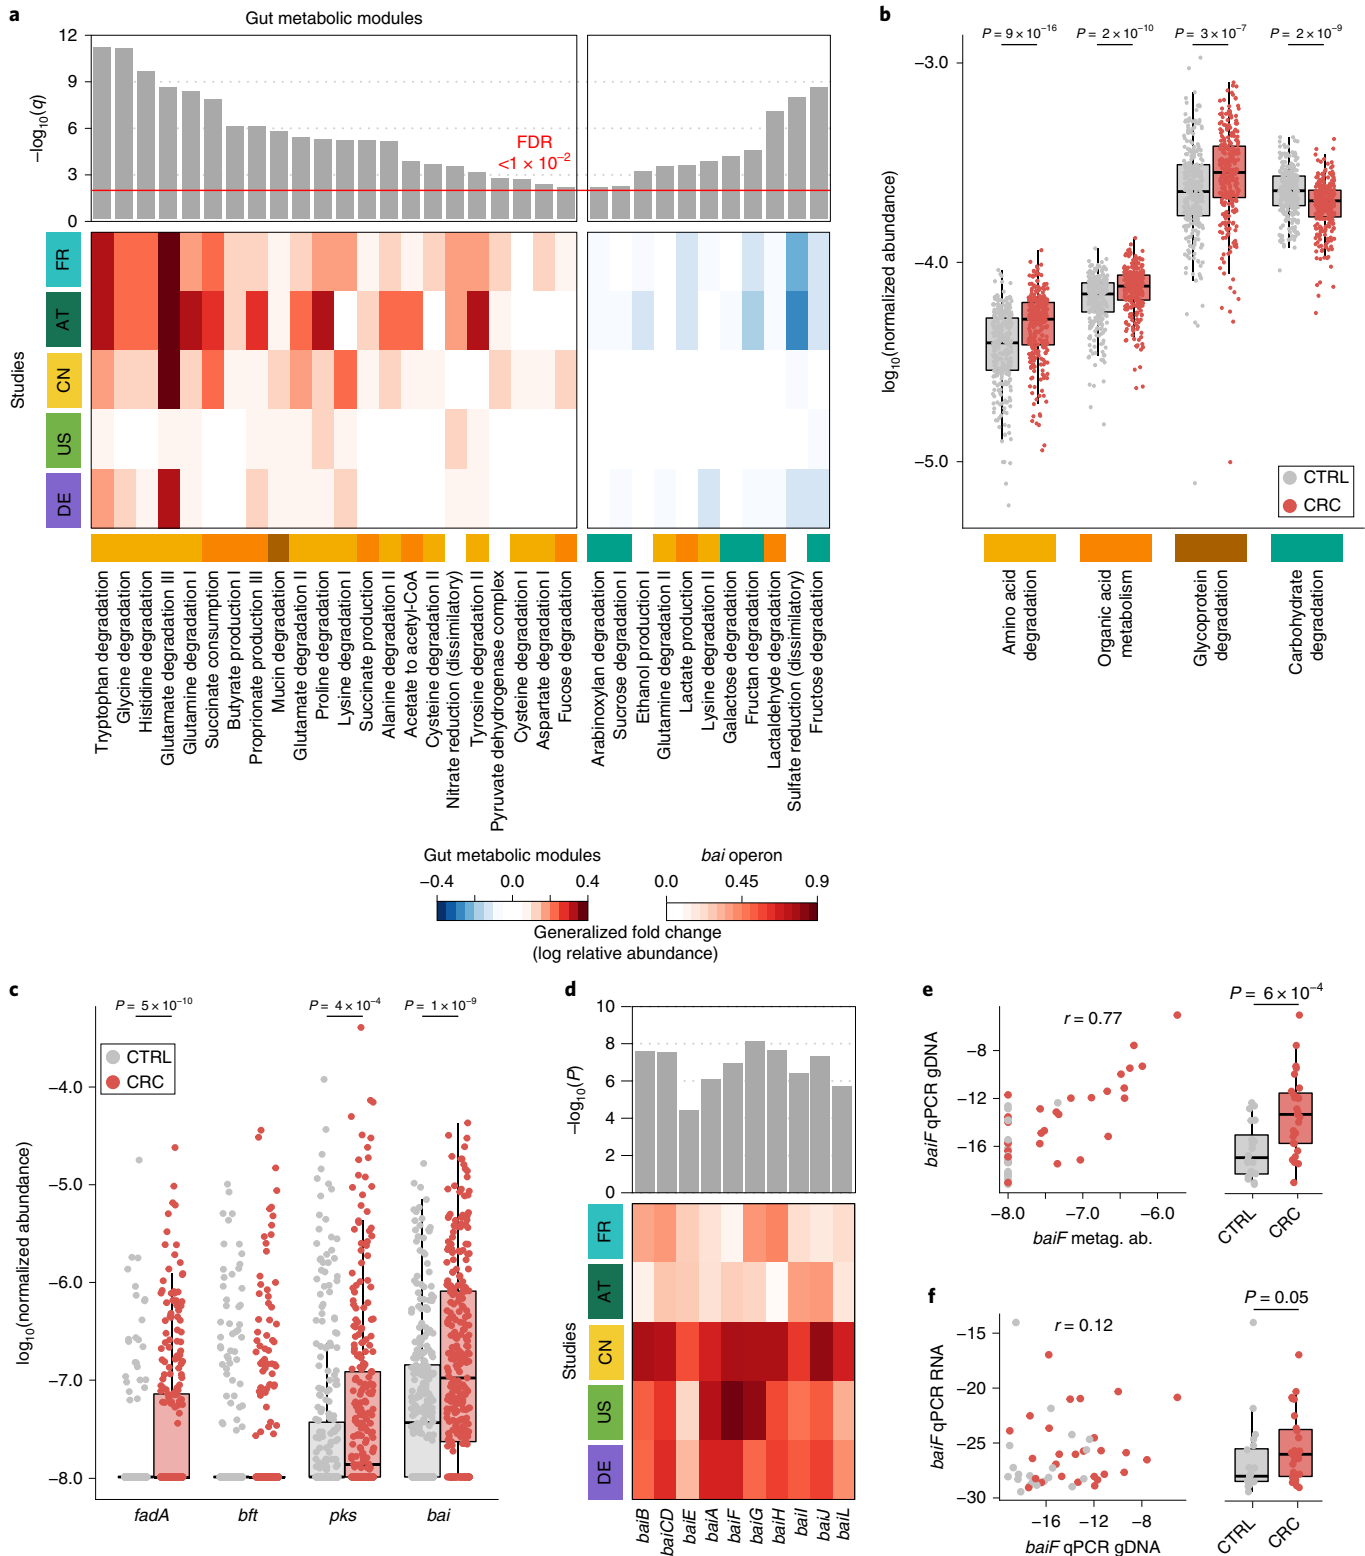 a
Gut metabolic modules
12
9
6
3
0
–log10(q)
FDR
<1 × 10−2
Studies
FR
AT
CN
US
DE
Tryptophan degradation
Glycine degradation
Histidine degradation
Glutamate degradation III
Glutamine degradation I
Succinate consumption
Butyrate production I
Proprionate production III
Mucin degradation
Glutamate degradation II
Proline degradation
Lysine degradation I
Succinate production
Alanine degradation II
Acetate to acetyl-CoA
Cysteine degradation II
Nitrate reduction (dissimilatory)
Tyrosine degradation II
Pyruvate dehydrogenase complex
Cysteine degradation I
Aspartate degradation I
Fucose degradation
Arabinoxylan degradation
Sucrose degradation I
Ethanol production I
Glutamine degradation II
Lactate production
Lysine degradation II
Galactose degradation
Fructan degradation
Lactaldehyde degradation
Sulfate reduction (dissimilatory)
Fructose degradation
Gut metabolic modules
−0.4 0.0 0.4
bai operon
0.0 0.45 0.9
Generalized fold change
(log relative abundance)
b
P = 9 × 10−16
P = 2 × 10−10
P = 3 × 10−7
P = 2 × 10−9
−3.0
−4.0
−5.0
log10(normalized abundance)
CTRL
CRC
Amino acid
degradation
Organic acid
metabolism
Glycoprotein
degradation
Carbohydrate
degradation
c
P = 5 × 10−10
P = 4 × 10−4
P = 1 × 10−9
CTRL
CRC
−4.0
−5.0
−6.0
−7.0
−8.0
log10(normalized abundance)
fadA
bft
pks
bai
d
10
8
6
4
2
0
–log10(P)
Studies
FR
AT
CN
US
DE
baiB
baiCD
baiE
baiA
baiF
baiG
baiH
baiI
baiJ
baiL
e
r = 0.77
P = 6 × 10−4
−8
−12
−16
baiF qPCR gDNA
−8.0 −7.0 −6.0
baiF metag. ab.
CTRL
CRC
f
r = 0.12
P = 0.05
−15
−20
−25
−30
baiF qPCR RNA
−16 −12 −8
baiF qPCR gDNA
CTRL
CRC